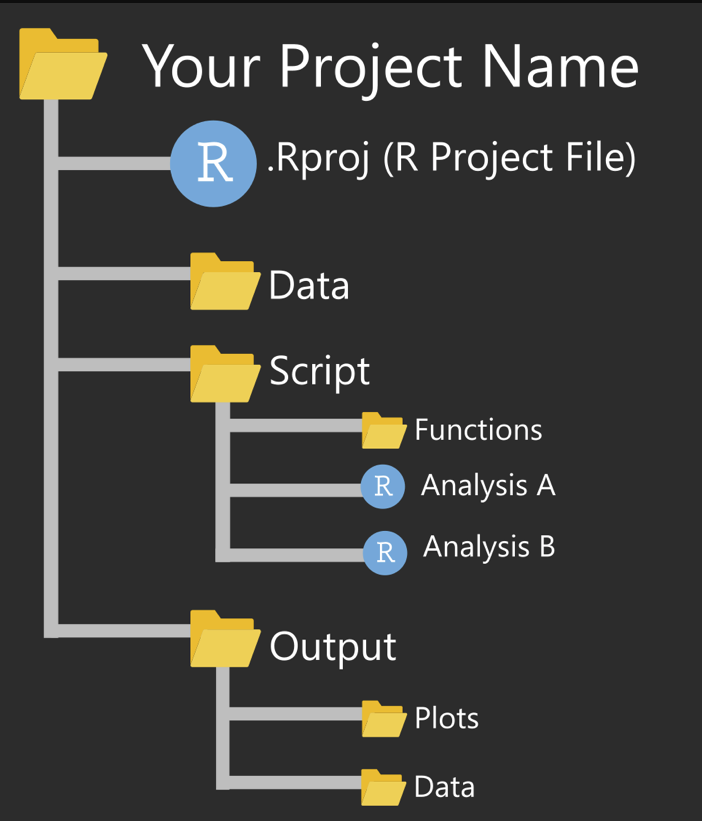 Your Project Name
R .Rproj (R Project File)
Data
Script
Functions
R Analysis A
R Analysis B
Output
Plots
Data